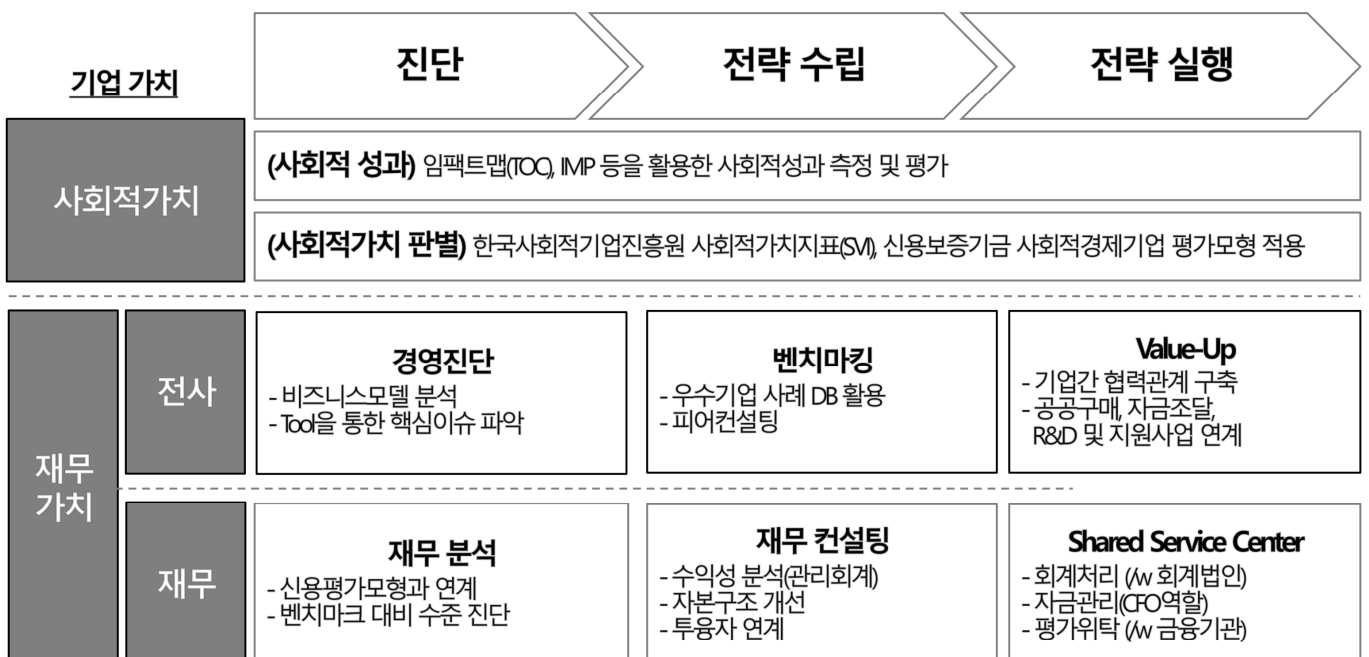 기업 가치
진단
전략 수립
전략 실행
사회적가치
(사회적 성과) 임팩트맵(TOC), IMP 등을 활용한 사회적성과 측정 및 평가
(사회적가치 판별) 한국사회적기업진흥원 사회적가치지표(SVI), 신용보증기금 사회적경제기업 평가모형 적용
재무
가치
전사
경영진단
- 비즈니스모델 분석
- Tool을 통한 핵심이슈 파악
벤치마킹
- 우수기업 사례 DB 활용
- 피어컨설팅
Value-Up
- 기업간 협력관계 구축
- 공공구매, 자금조달,
R&D 및 지원사업 연계
재무
재무 분석
- 신용평가모형과 연계
- 벤치마크 대비 수준 진단
재무 컨설팅
- 수익성 분석(관리회계)
- 자본구조 개선
- 투융자 연계
Shared Service Center
- 회계처리 (/w 회계법인)
- 자금관리(CFO역할)
- 평가위탁 (/w 금융기관)